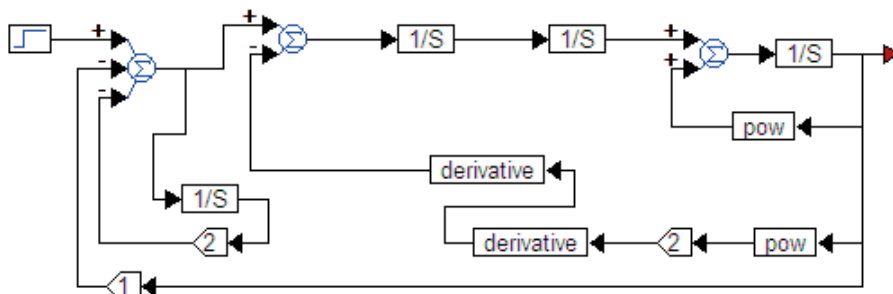 + + +
- Σ Σ 1/S 1/S Σ 1/S
- - +
pow
derivative
1/S
2 derivative 2 pow
1